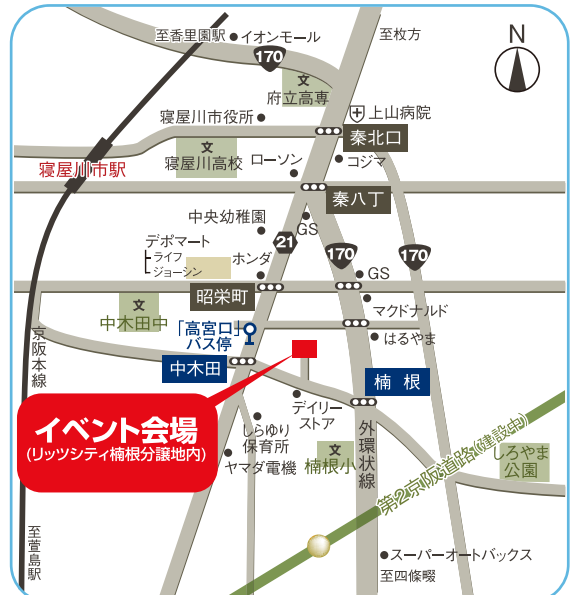 至香里園駅
イオンモール
至枚方
N
170
文
府立高専
寝屋川市役所
上山病院
秦北口
文
寝屋川高校
ローソン
コジマ
寝屋川市駅
秦八丁
中央幼稚園
GS
21
デポマート
ライフ
ジョーシン
ホンダ
170
170
GS
昭栄町
マクドナルド
文
中木田中
「高宮口」
バス停
はるやま
京阪本線
中木田
楠根
イベント会場
(リッツシティ楠根分譲地内)
デイリー
ストア
しらゆり
保育所
外環状線
ヤマダ電機
文
楠根小
第2京阪道路(建設中)
しろやま
公園
至萱島駅
スーパーオートバックス
至四條畷